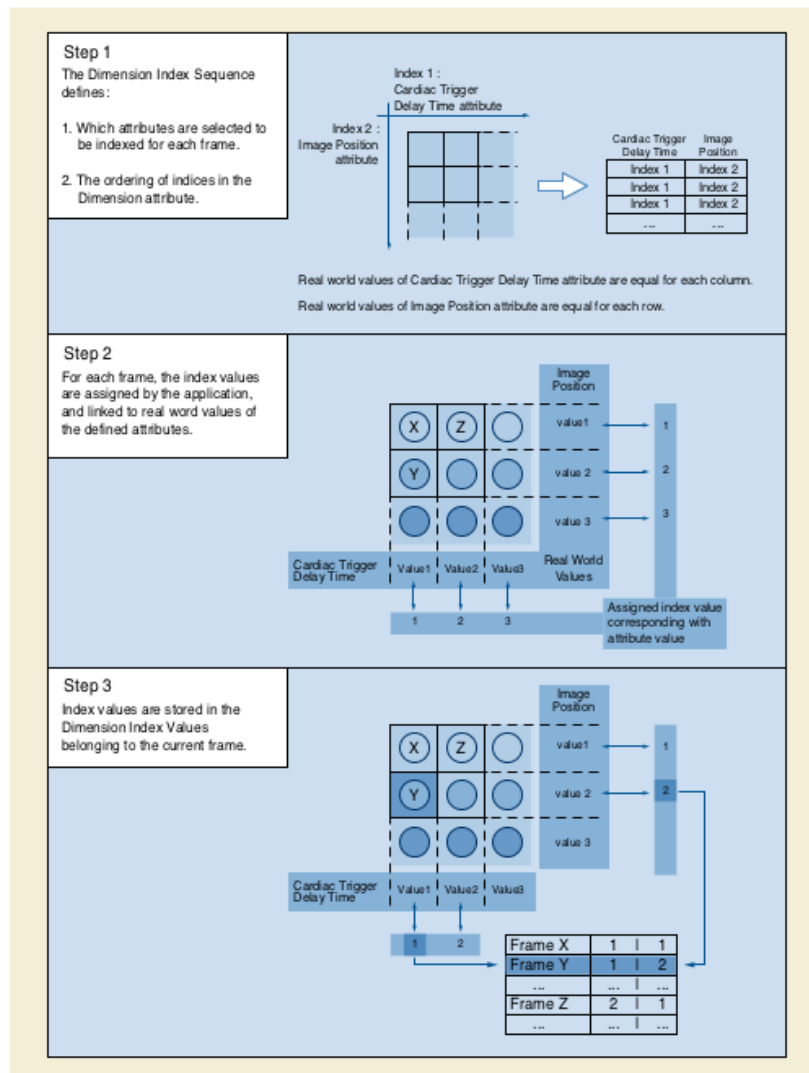 Step 1
The Dimension Index Sequence
defines:
1. Which attributes are selected to
be indexed for each frame.
2. The ordering of indices in the
Dimension attribute.
Index 1 :
Cardiac Trigger
Delay Time attribute
Index 2 :
Image Position
attribute
Cardiac Trigger Image
Delay Time Position
Index 1 Index 2
Index 1 Index 2
Index 1 Index 2
... ...
Real world values of Cardiac Trigger Delay Time attribute are equal for each column.
Real world values of Image Position attribute are equal for each row.
Step 2
For each frame, the index values
are assigned by the application,
and linked to real word values of
the defined attributes.
Image
Position
X Z value1 1
Y value 2 2
value 3 3
Cardiac Trigger
Delay Time
Value1 Value2 Value3
Real World
Values
1 2 3
Assigned index value
corresponding with
attribute value
Step 3
Index values are stored in the
Dimension Index Values
belonging to the current frame.
Image
Position
X Z value1 1
Y value 2 2
value 3
Cardiac Trigger
Delay Time
Value1 Value2 Value3
1 2
Frame X 1 | 1
Frame Y 1 | 2
... ... | ...
Frame Z 2 | 1
... ... | ...